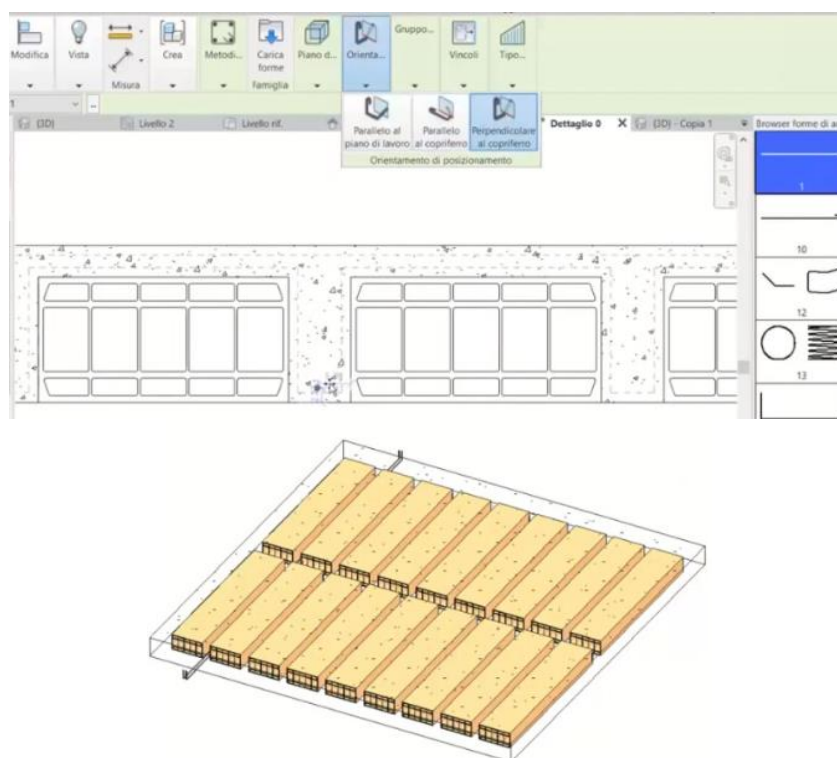 Modifica
Vista
Misura
Crea
Metodi...
Carica
forme
Famiglia
Piano d...
Orienta...
Gruppo...
Vincoli
Tipo...
Parallelo al
piano di lavoro
Parallelo
al copriferro
Perpendicolare
al copriferro
Orientamento di posizionamento
{3D}
Livello 2
Livello rif.
Dettaglio 0
{3D} - Copia 1
Browser forme di a
1
10
12
13